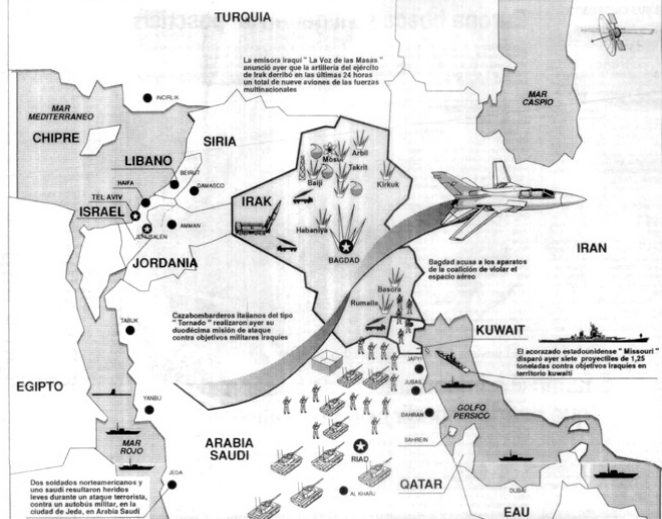 TURQUIA
La emisora iraquí " La Voz de las Masas "
anunció ayer que la artillería del ejército
de Irak derribó en las últimas 24 horas
un total de nueve aviones de las fuerzas
multinacionales
MAR
CASPIO
INCIRLIK
MAR
MEDITERRANEO
CHIPRE
SIRIA
LIBANO
BEIRUT
HAIFA
DAMASCO
TEL AVIV
ISRAEL
JERUSALEN
AMMAN
JORDANIA
Mosul
Arbil
Takrit
Baiji
Kirkuk
IRAK
Habaniya
BAGDAD
IRAN
Bagdad acusa a los aparatos
de la coalición de violar el
espacio aéreo
Basora
Rumaila
Cazabombarderos italianos del tipo
" Tornado " realizaron ayer su
duodécima misión de ataque
contra objetivos militares iraquíes
TABUK
KUWAIT
El acorazado estadounidense " Missouri "
disparó ayer siete proyectiles de 1,25
toneladas contra objetivos iraquíes en
territorio kuwaití
EGIPTO
YANBU
JUBAIL
DAHRAN
GOLFO
PERSICO
BAHREIN
MAR
ROJO
ARABIA
SAUDI
RIAD
JEDA
AL KHARJ
QATAR
DUBAI
EAU
Dos soldados norteamericanos y
uno saudí resultaron heridos
leves durante un ataque terrorista,
contra un autobús militar, en la
ciudad de Jeda, en Arabia Saudí